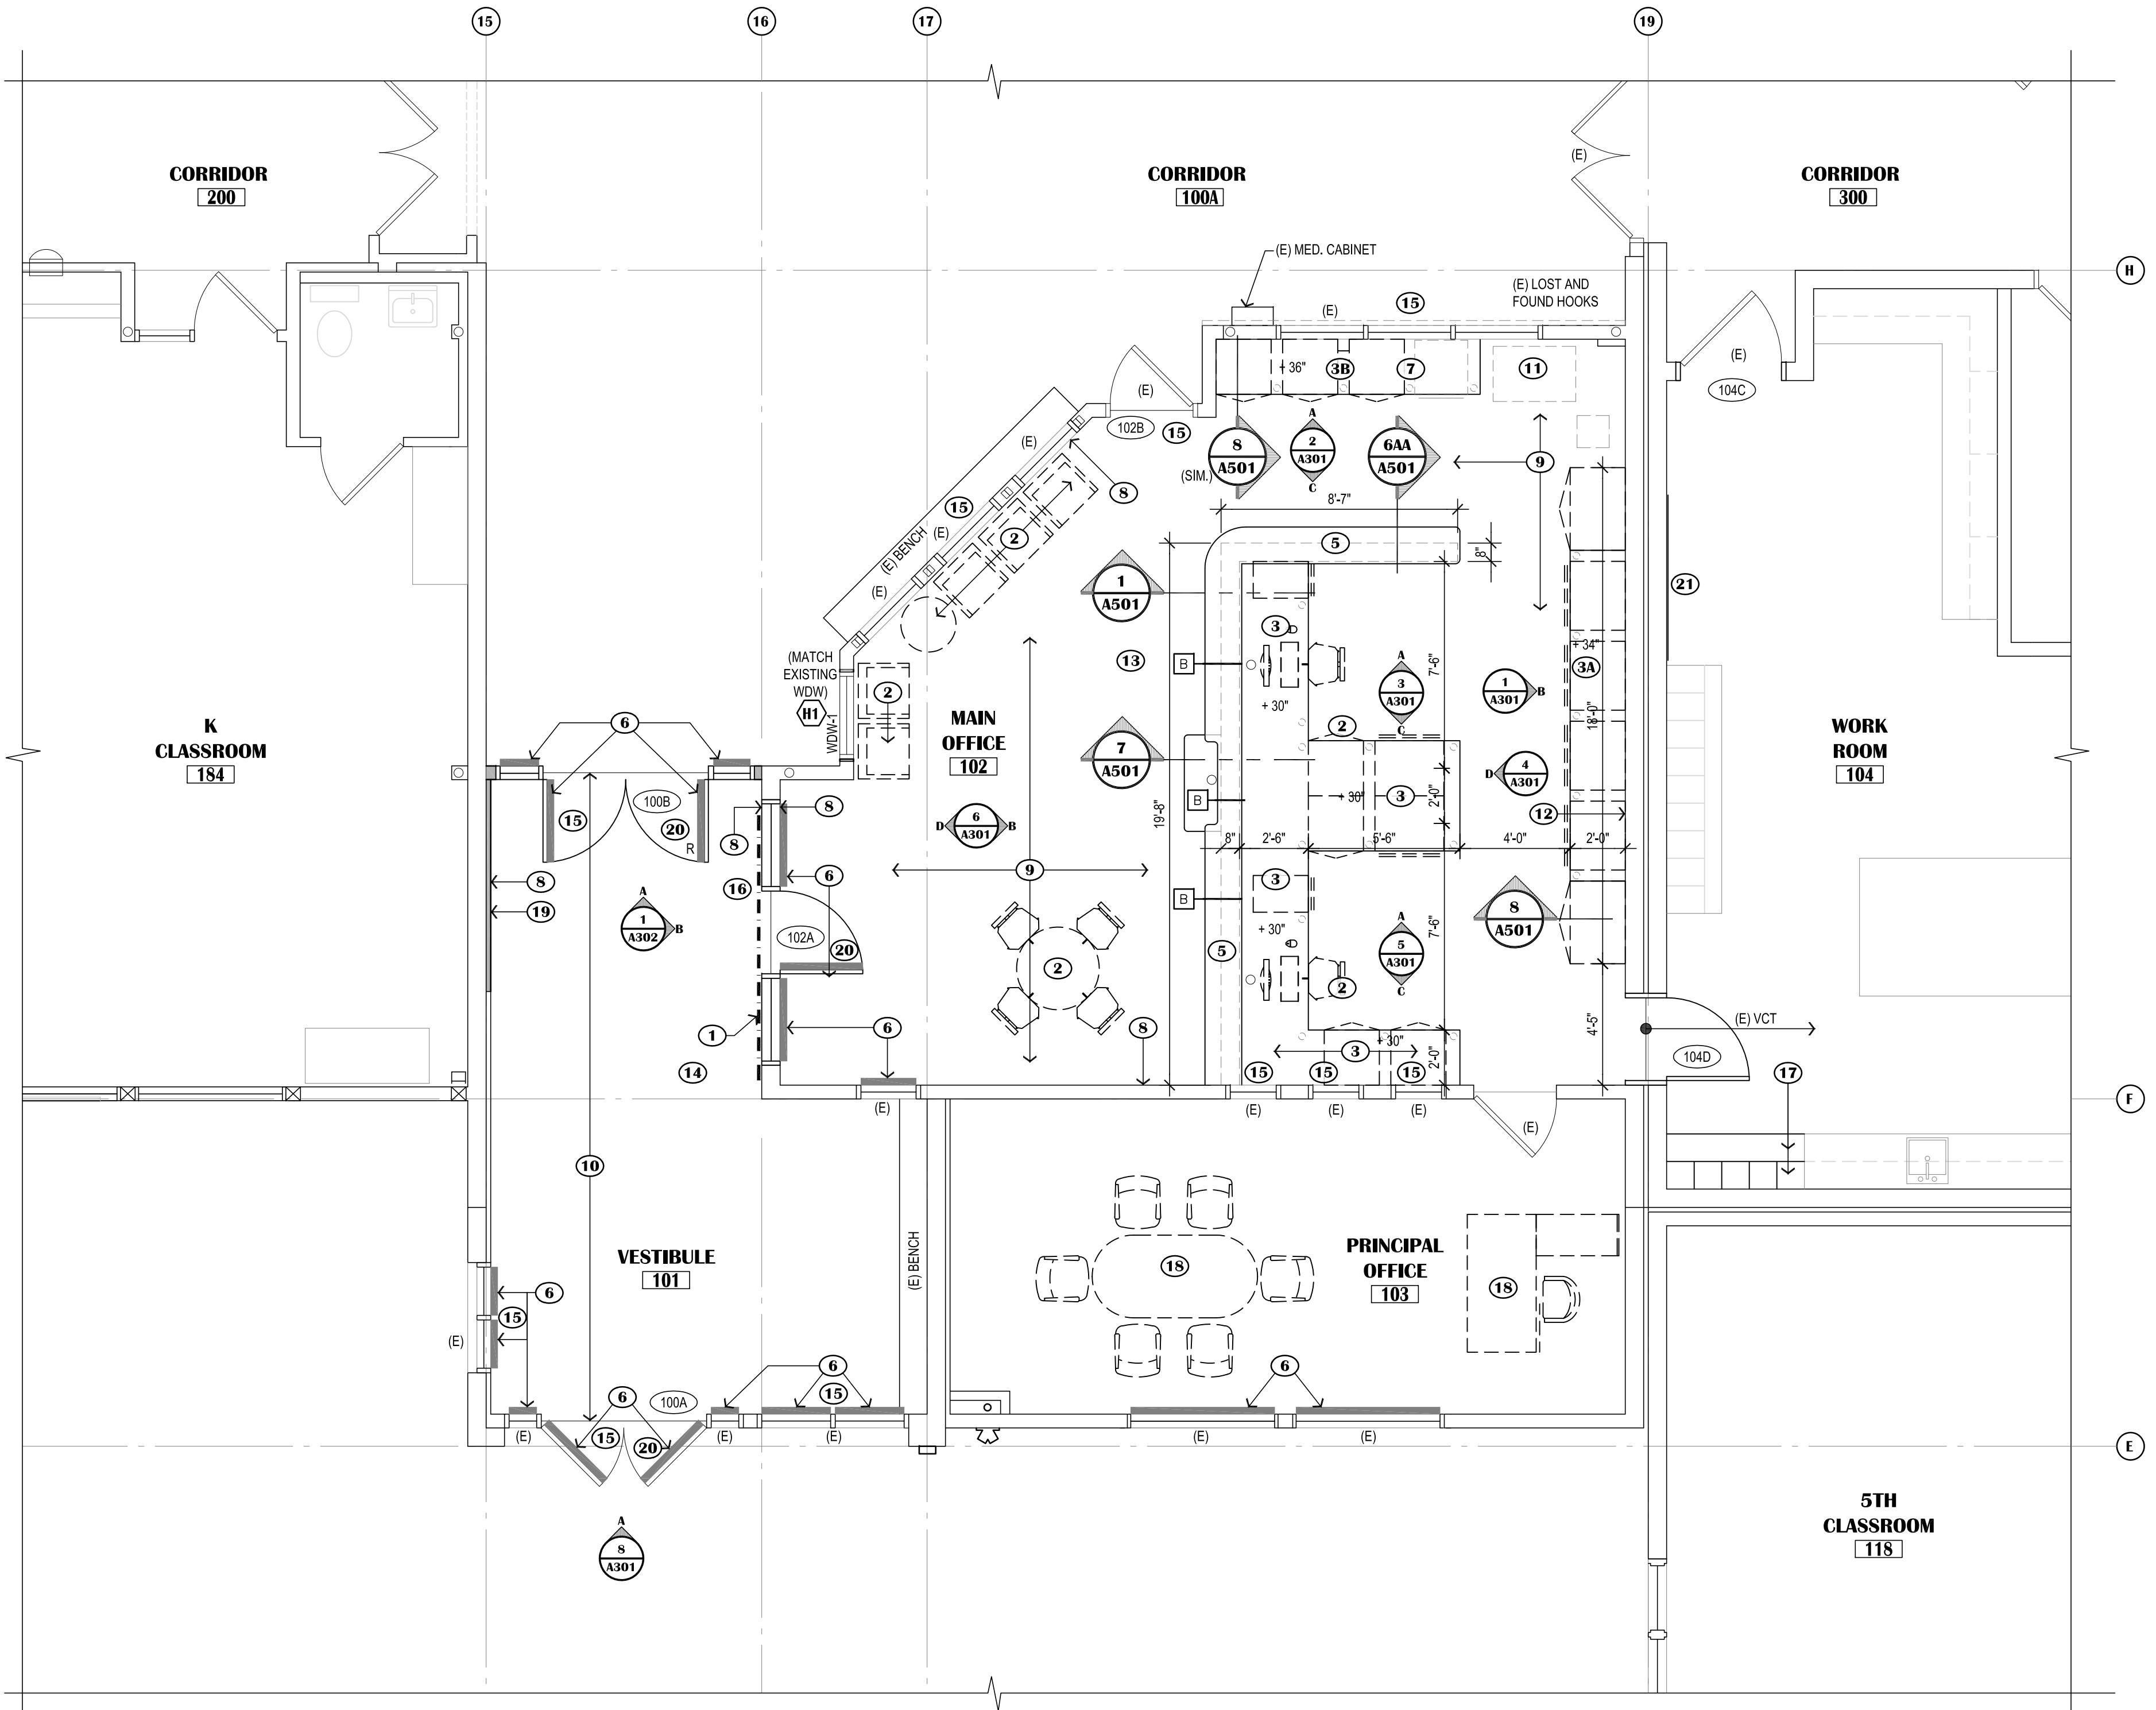 15
16
17
19
CORRIDOR
200
CORRIDOR
100A
(E)
CORRIDOR
300
(E) MED. CABINET
H
(E) LOST AND
FOUND HOOKS
15
(E)
(E)
+ 36"
3B
7
11
(E)
104C
102B
15
(E)
A
2
A301
C
8
A501
(SIM.)
6AA
A501
9
8
8'-7"
15
(E)
(E) BENCH
2
5
8"
(E)
1
A501
21
3
(MATCH
EXISTING
WDW)
H1
WDW-1
2
13
B
+ 30"
A
3
A301
C
7'-6"
1
A301
B
+ 34"
3A
18'-0"
K
CLASSROOM
184
6
MAIN
OFFICE
102
7
A501
2
WORK
ROOM
104
D
4
A301
100B
15
20
R
8
8
B
+ 30"
3
2'-0"
12
19'-8"
D
6
A301
B
8"
2'-6"
5'-6"
4'-0"
2'-0"
8
16
6
9
3
B
19
A
1
A302
B
102A
20
8
A501
+ 30"
A
5
A301
C
7'-6"
5
2
2
1
6
8
4'-5"
(E) VCT
3
+ 30"
2'-0"
104D
14
15
15
15
17
(E)
(E)
(E)
(E)
F
(E)
10
VESTIBULE
101
(E) BENCH
18
PRINCIPAL
OFFICE
103
18
6
15
(E)
6
100A
6
15
6
15
20
(E)
(E)
(E)
(E)
(E)
E
A
8
A301
5TH
CLASSROOM
118